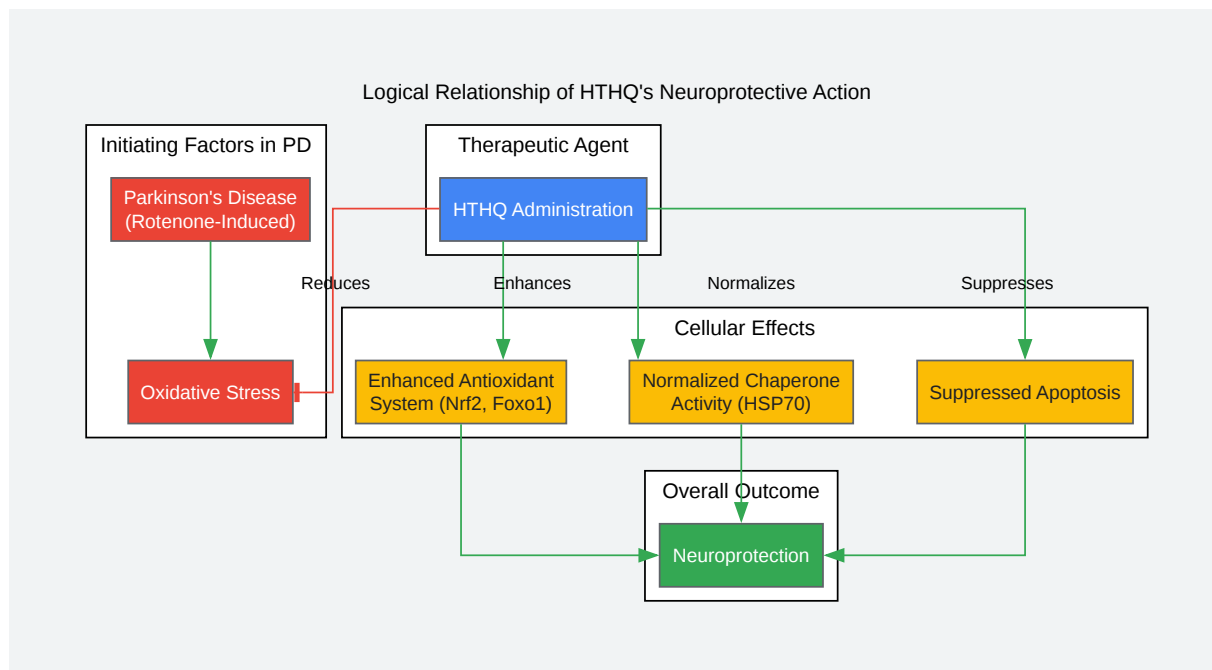 Logical Relationship of HTHQ's Neuroprotective Action
Initiating Factors in PD
Therapeutic Agent
Parkinson's Disease
(Rotenone-Induced)
HTHQ Administration
Reduces
Enhances
Normalizes
Suppresses
Cellular Effects
Oxidative Stress
Enhanced Antioxidant
System (Nrf2, Foxo1)
Normalized Chaperone
Activity (HSP70)
Suppressed Apoptosis
Overall Outcome
Neuroprotection